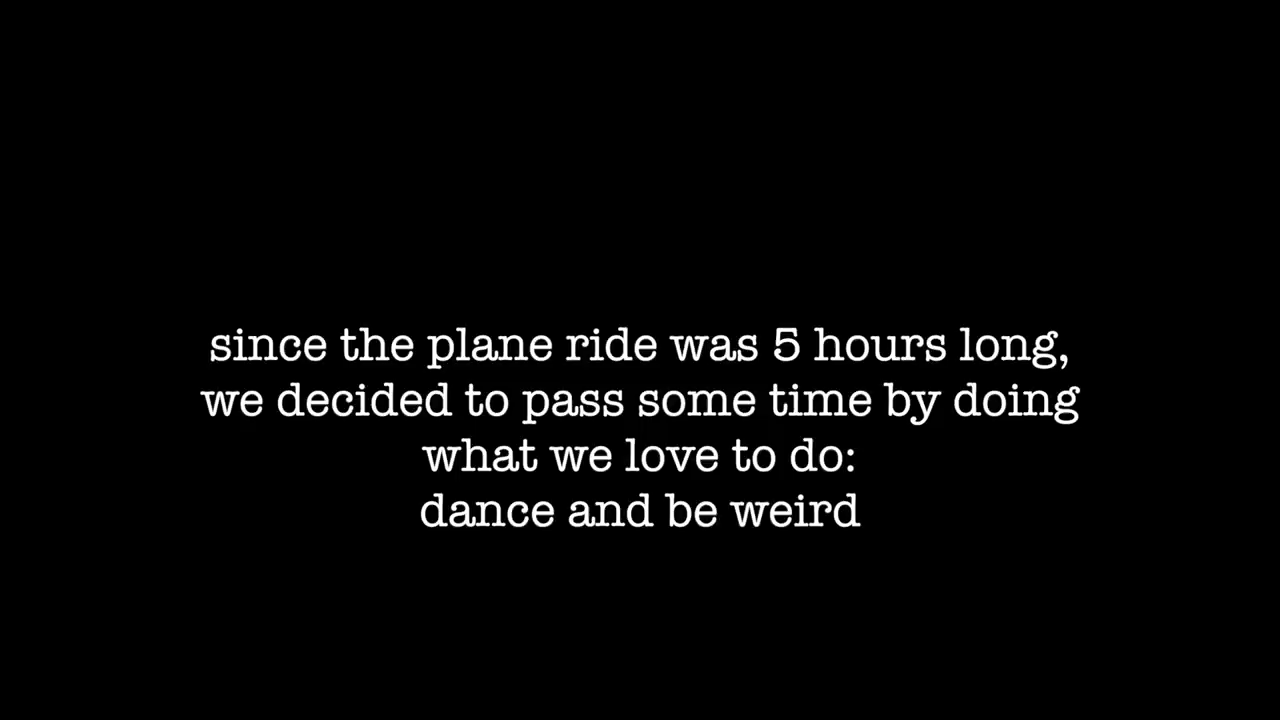 since the plane ride was 5 hours long,
we decided to pass some time by doing
what we love to do:
dance and be weird